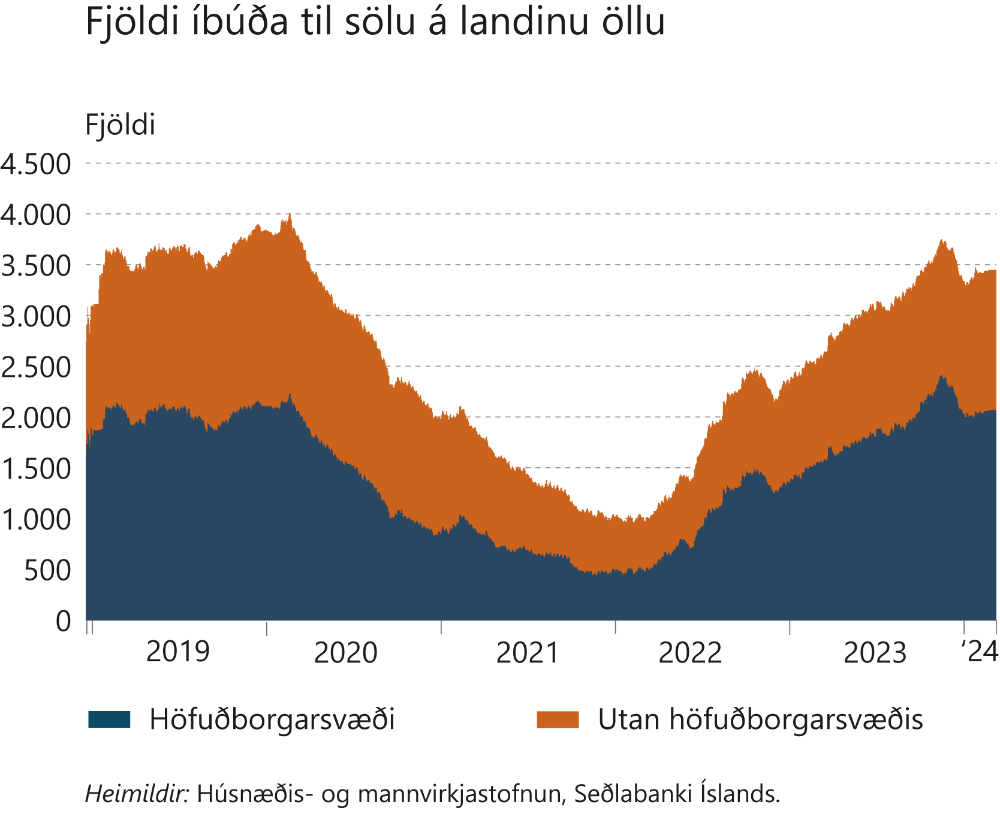 Fjöldi íbúða til sölu á landinu öllu
Fjöldi
4.500
4.000
3.500
3.000
2.500
2.000
1.500
1.000
500
0
2019 2020 2021 2022 2023 ‘24
Höfuðborgarsvæði Utan höfuðborgarsvæðis
Heimildir: Húsnæðis- og mannvirkjastofnun, Seðlabanki Íslands.